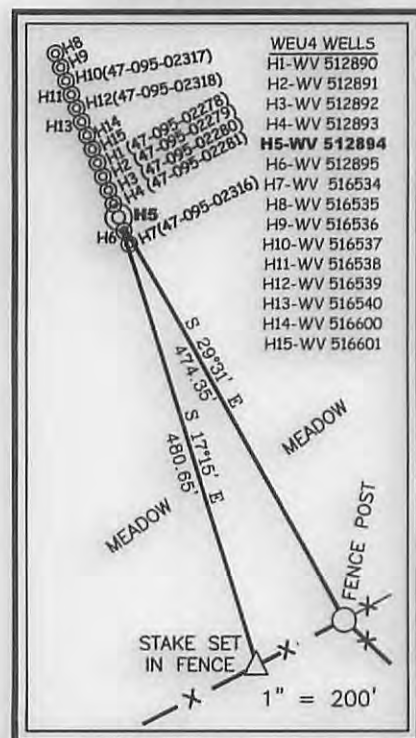 H8
H9
H10(47-095-02317)
H11
H12(47-095-02318)
H13
H14
H15
H1 (47-095-02278)
H2 (47-095-02279)
H3 (47-095-02280)
H4 (47-095-02281)
H5
H6
H7(47-095-02316)
WEU4 WELLS
H1-WV 512890
H2-WV 512891
H3-WV 512892
H4-WV 512893
H5-WV 512894
H6-WV 512895
H7-WV 516534
H8-WV 516535
H9-WV 516536
H10-WV 516537
H11-WV 516538
H12-WV 516539
H13-WV 516540
H14-WV 516600
H15-WV 516601
S 29°31' E
474.35'
S 17°15' E
480.65'
MEADOW
MEADOW
FENCE POST
STAKE SET
IN FENCE
1" = 200'